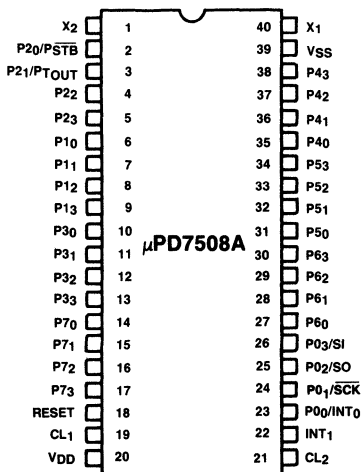 X₂ 1 40 X₁
P2₀/PSTB 2 39 VSS
P2₁/PTOUT 3 38 P4₃
P2₂ 4 37 P4₂
P2₃ 5 36 P4₁
P1₀ 6 35 P4₀
P1₁ 7 34 P5₃
P1₂ 8 33 P5₂
P1₃ 9 32 P5₁
P3₀ 10 31 P5₀
μPD7508A
P3₁ 11 30 P6₃
P3₂ 12 29 P6₂
P3₃ 13 28 P6₁
P7₀ 14 27 P6₀
P7₁ 15 26 P0₃/SI
P7₂ 16 25 P0₂/SO
P7₃ 17 24 P0₁/SCK
RESET 18 23 P0₀/INT₀
CL₁ 19 22 INT₁
VDD 20 21 CL₂